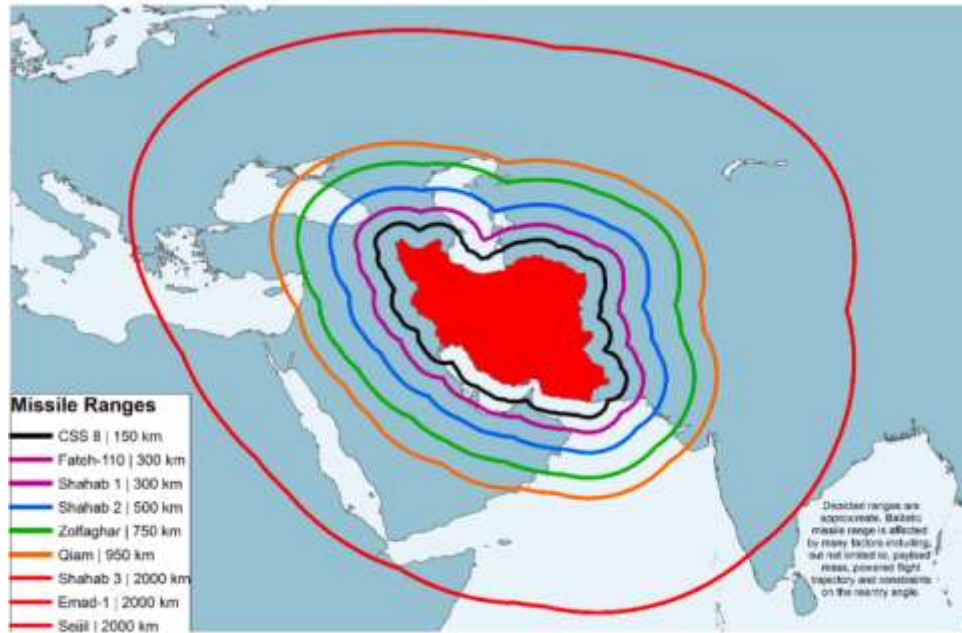 Missile Ranges
CSS 8 | 150 km
Fateh-110 | 300 km
Shahab 1 | 300 km
Shahab 2 | 500 km
Zolfaghar | 750 km
Qiam | 950 km
Shahab 3 | 2000 km
Emad-1 | 2000 km
Sejjil | 2000 km
Depicted ranges are
approximate. Ballistic
missile range is affected
by many factors including,
but not limited to, payload
mass, powered flight
trajectory and constraints
on the reentry angle.